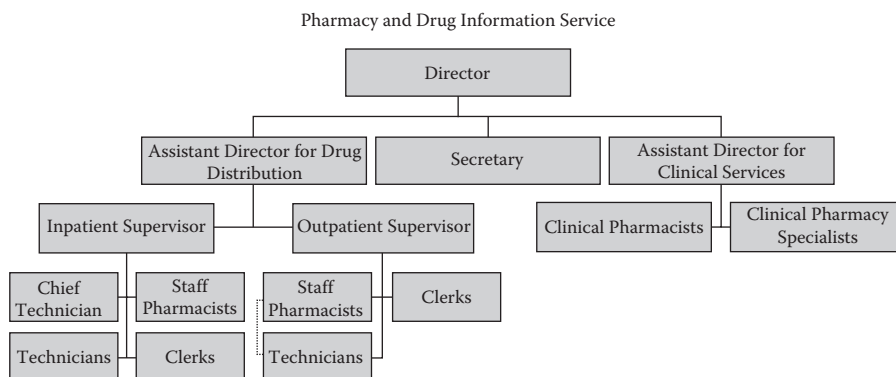 Pharmacy and Drug Information Service
Director
Assistant Director for Drug
Distribution
Secretary
Assistant Director for
Clinical Services
Inpatient Supervisor
Outpatient Supervisor
Clinical Pharmacists
Clinical Pharmacy
Specialists
Chief
Technician
Staff
Pharmacists
Staff
Pharmacists
Clerks
Technicians
Clerks
Technicians